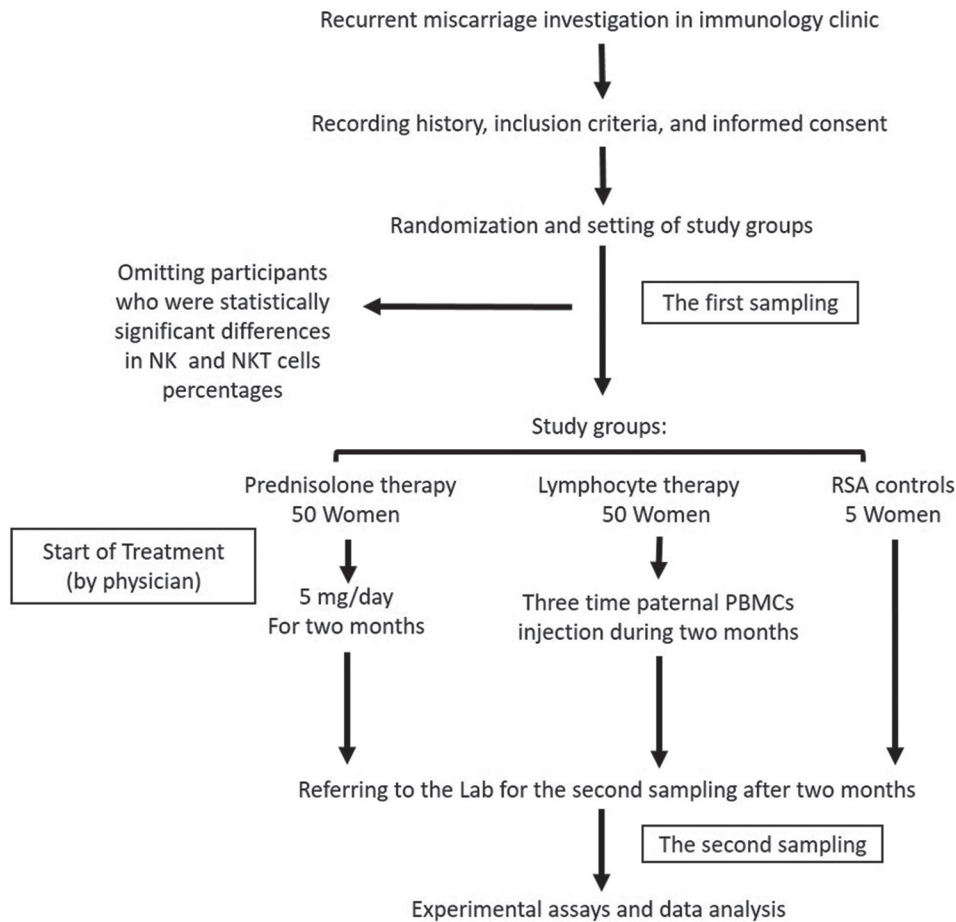 Recurrent miscarriage investigation in immunology clinic
Recording history, inclusion criteria, and informed consent
Randomization and setting of study groups
Omitting participants
who were statistically
significant differences
in NK and NKT cells
percentages
The first sampling
Study groups:
Prednisolone therapy
50 Women
Lymphocyte therapy
50 Women
RSA controls
5 Women
Start of Treatment
(by physician)
5 mg/day
For two months
Three time paternal PBMCs
injection during two months
Referring to the Lab for the second sampling after two months
The second sampling
Experimental assays and data analysis